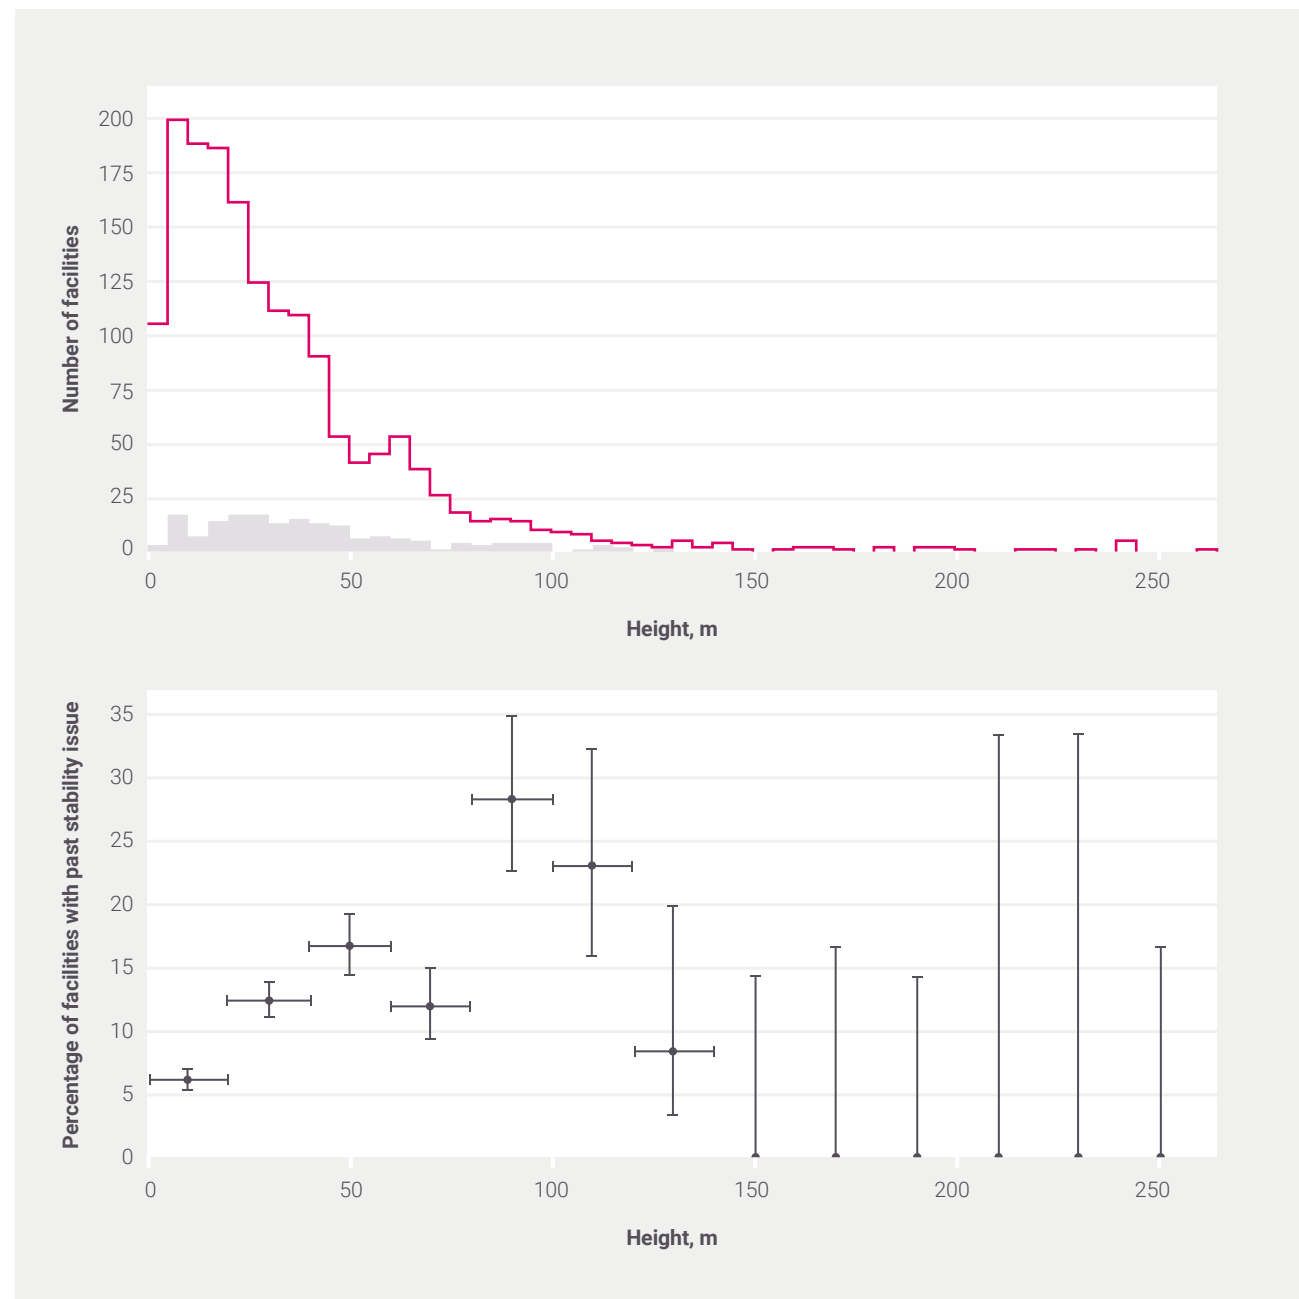 Number of facilities
200
175
150
125
100
75
50
25
0
0 50 100 150 200 250
Height, m
Percentage of facilities with past stability issue
35
30
25
20
15
10
5
0
0 50 100 150 200 250
Height, m